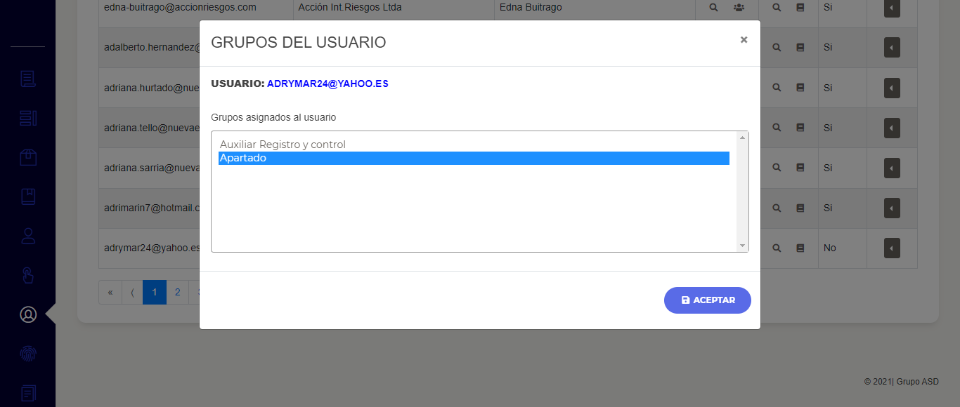 edna-buitrago@accionriesgos.com Acción Int.Riesgos Ltda Edna Buitrago Si
GRUPOS DEL USUARIO ×
adalberto.hernandez@ Si
USUARIO: ADRYMAR24@YAHOO.ES
adriana.hurtado@nue Si
Grupos asignados al usuario
adriana.tello@nuevae Si
Auxiliar Registro y control
Apartado
adriana.sarria@nueva Si
adrimarin7@hotmail.c Si
adrymar24@yahoo.es No
« ⟨ 1 2
ACEPTAR
© 2021| Grupo ASD